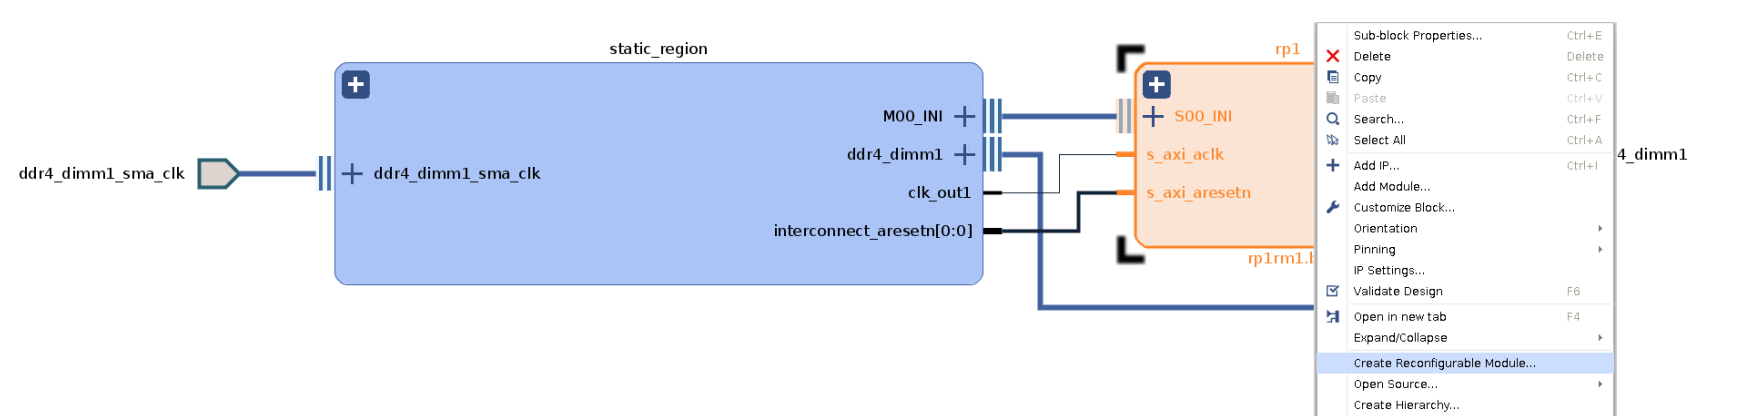 static_region
rp1
M00_INI
ddr4_dimm1
clk_out1
interconnect_aresetn[0:0]
ddr4_dimm1_sma_clk
ddr4_dimm1_sma_clk
S00_INI
s_axi_aclk
s_axi_aresetn
Sub-block Properties... Ctrl+E
Delete Delete
Copy Ctrl+C
Paste Ctrl+V
Search... Ctrl+F
Select All Ctrl+A
Add IP... Ctrl+I
Add Module...
Customize Block...
Orientation
Pinning
IP Settings...
Validate Design F6
Open in new tab F4
Expand/Collapse
Create Reconfigurable Module...
Open Source...
Create Hierarchy...
4_dimm1